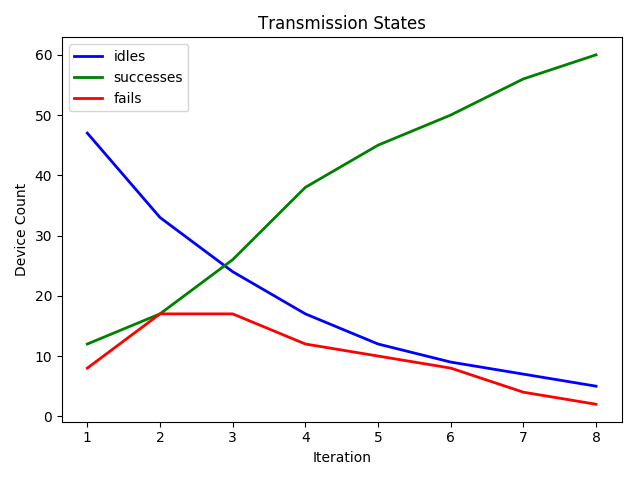 Transmission States
idles
successes
fails
Device Count
60
50
40
30
20
10
0
1 2 3 4 5 6 7 8
Iteration